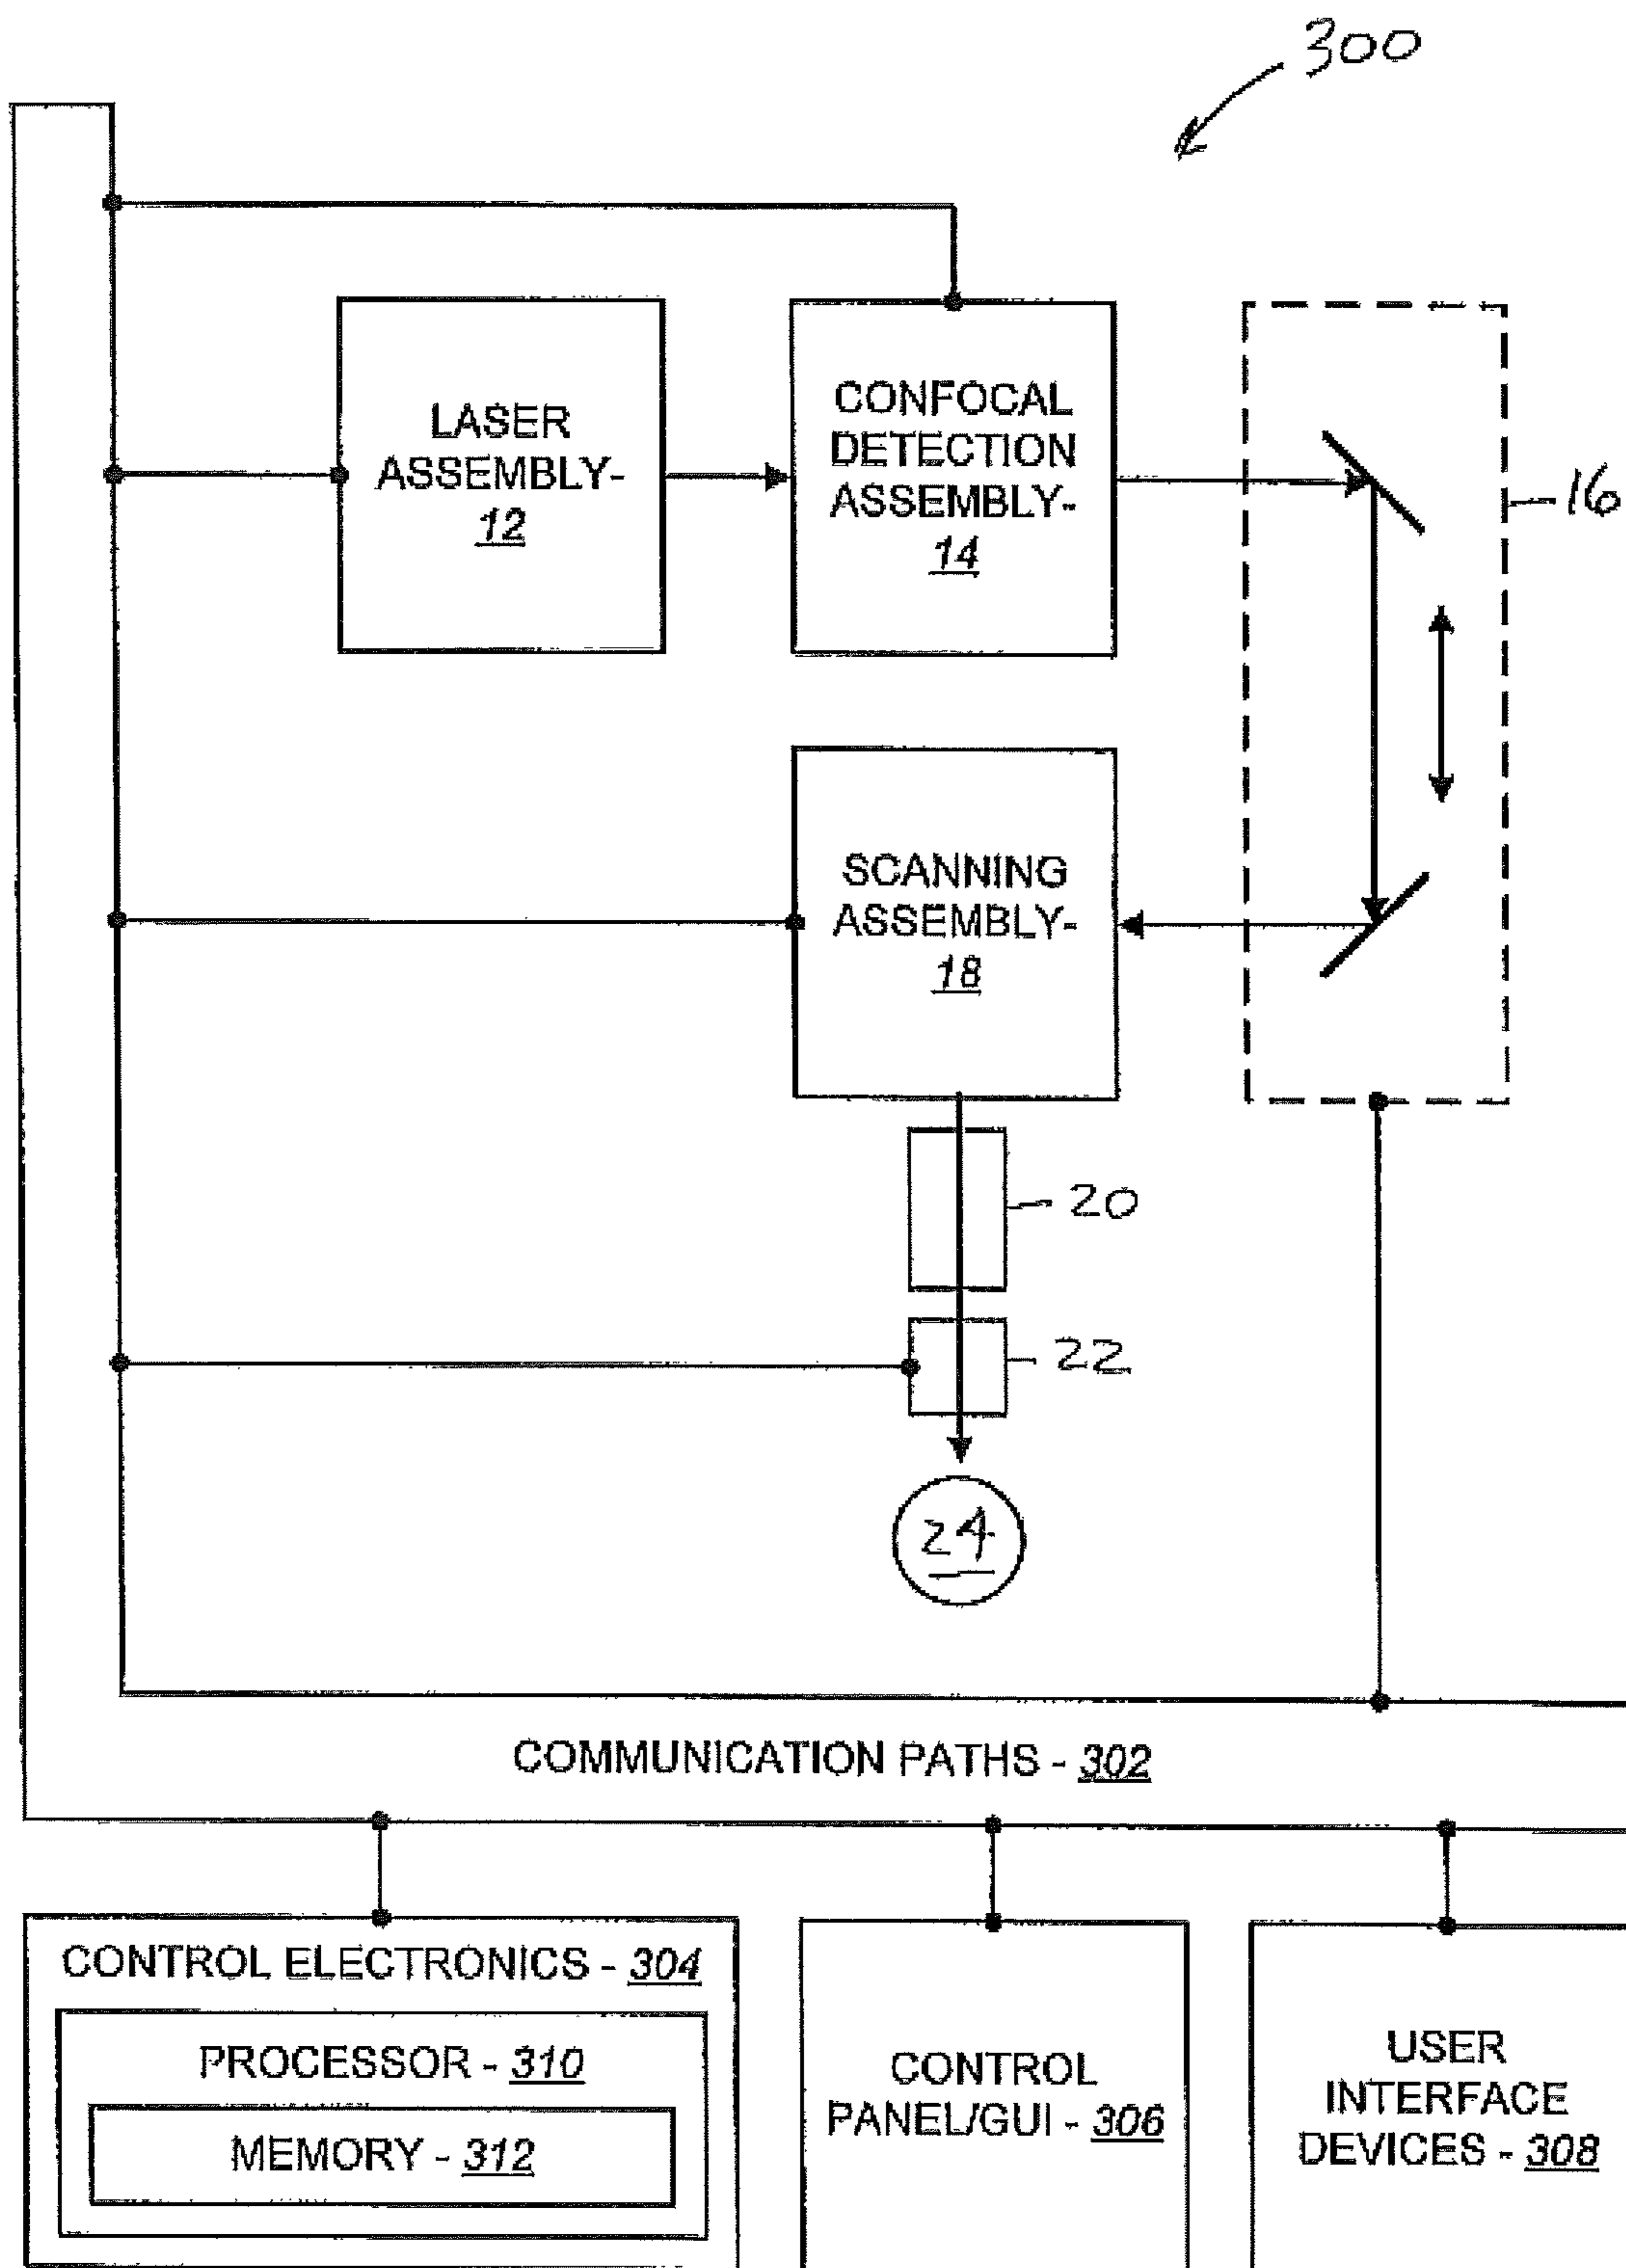 300
LASER
ASSEMBLY-
12
CONFOCAL
DETECTION
ASSEMBLY-
14
16
SCANNING
ASSEMBLY-
18
20
22
24
COMMUNICATION PATHS - 302
CONTROL ELECTRONICS - 304
PROCESSOR - 310
MEMORY - 312
CONTROL
PANEL/GUI - 306
USER
INTERFACE
DEVICES - 308